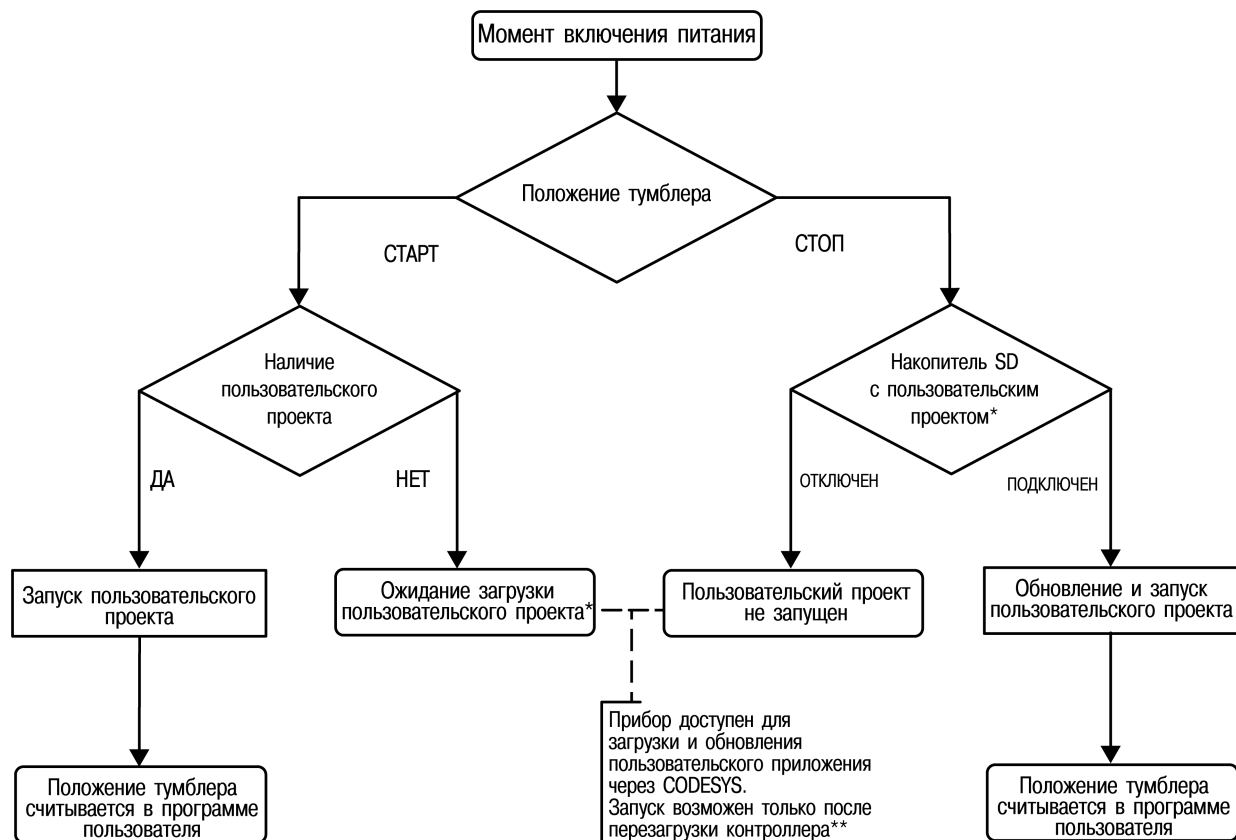 Момент включения питания
Положение тумблера
СТАРТ
СТОП
Наличие
пользовательского
проекта
Накопитель SD
с пользовательским
проектом*
ДА
НЕТ
ОТКЛЮЧЕН
ПОДКЛЮЧЕН
Запуск пользовательского
проекта
Ожидание загрузки
пользовательского проекта*
Пользовательский проект
не запущен
Обновление и запуск
пользовательского проекта
Прибор доступен для
загрузки и обновления
пользовательского приложения
через CODESYS.
Запуск возможен только после
перезагрузки контроллера**
Положение тумблера
считывается в программе
пользователя
Положение тумблера
считывается в программе
пользователя